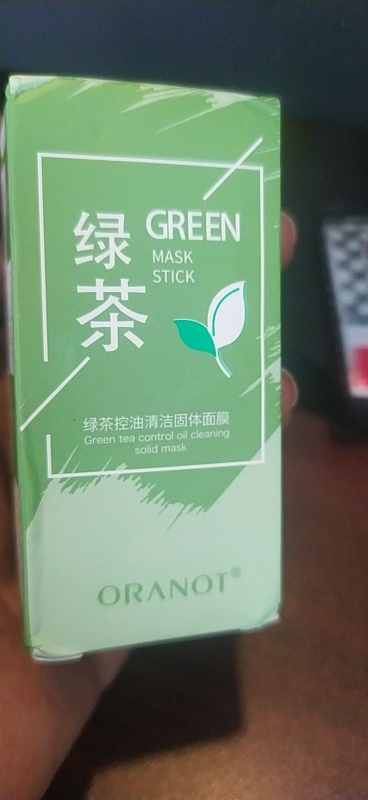 绿茶
GREEN
MASK
STICK
绿茶控油清洁固体面膜
Green tea control oil cleaning
solid mask
ORANOT®